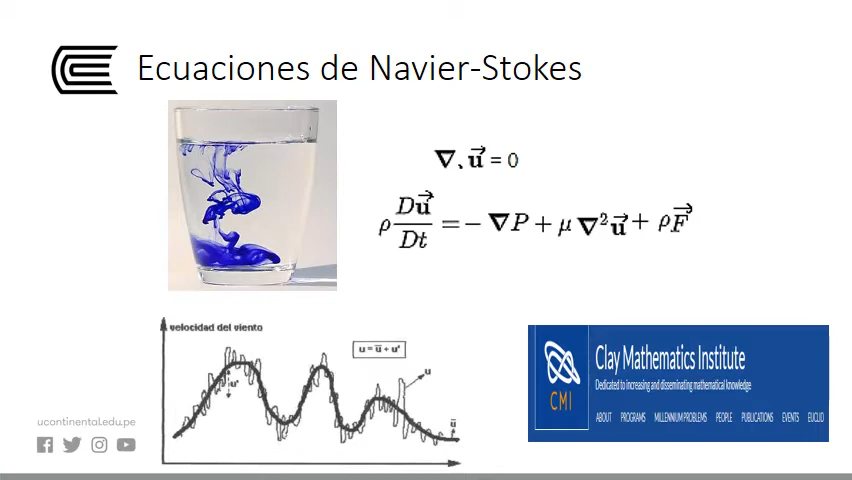 Ecuaciones de Navier-Stokes
∇. u⃗ = 0
ρ Du⃗/Dt = - ∇P + μ ∇²u⃗ + ρF⃗
velocidad del viento
u = ū + u'
u
u'
ū
Clay Mathematics Institute
Dedicated to increasing and disseminating mathematical knowledge
CMI
ABOUT PROGRAMS MILLENNIUM PROBLEMS PEOPLE PUBLICATIONS EVENTS EUCLID
ucontinental.edu.pe